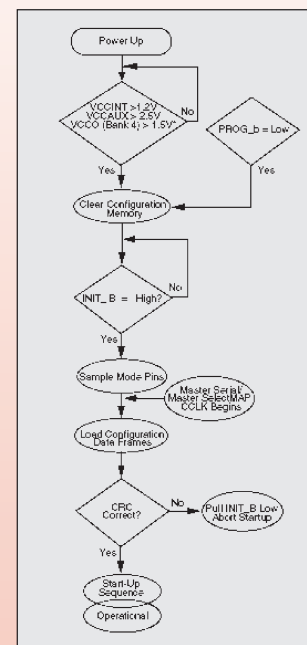 Power Up
VCCINT >1.2V
VCCAUX > 2.5V
VCCO (Bank 4) > 1.5V*
No
Yes
PROG_b = Low
Yes
Clear Configuration
Memory
INIT_B = High?
No
Yes
Sample Mode Pins
Master Serial/
Master SelectMAP
CCLK Begins
Load Configuration
Data Frames
CRC
Correct?
No
Pull INIT_B Low
Abort Startup
Yes
Start-Up
Sequence
Operational